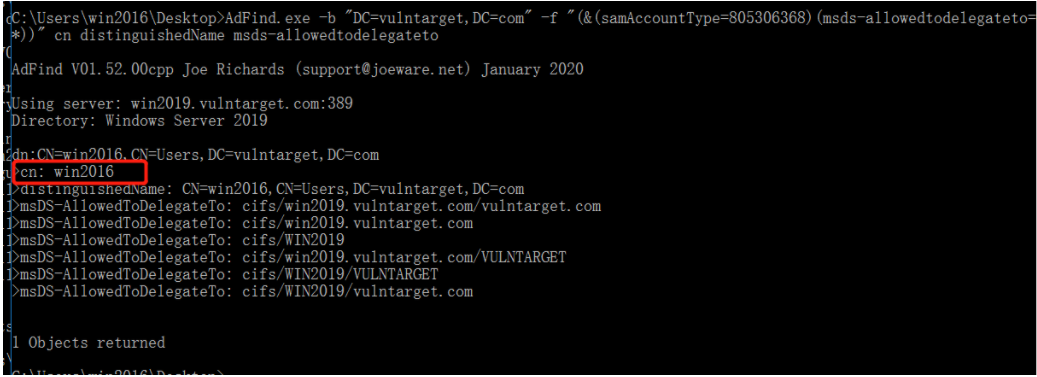 C:\Users\win2016\Desktop>AdFind.exe -b "DC=vulntarget,DC=com" -f "(&(samAccountType=805306368)(msds-allowedtodelegateto=
*))" cn distinguishedName msds-allowedtodelegateto
AdFind V01.52.00cpp Joe Richards (support@joeware.net) January 2020
Using server: win2019.vulntarget.com:389
Directory: Windows Server 2019
dn:CN=win2016,CN=Users,DC=vulntarget,DC=com
>cn: win2016
>distinguishedName: CN=win2016,CN=Users,DC=vulntarget,DC=com
>msDS-AllowedToDelegateTo: cifs/win2019.vulntarget.com/vulntarget.com
>msDS-AllowedToDelegateTo: cifs/win2019.vulntarget.com
>msDS-AllowedToDelegateTo: cifs/WIN2019
>msDS-AllowedToDelegateTo: cifs/win2019.vulntarget.com/VULNTARGET
>msDS-AllowedToDelegateTo: cifs/WIN2019/VULNTARGET
>msDS-AllowedToDelegateTo: cifs/WIN2019/vulntarget.com
1 Objects returned
C:\Users\win2016\Desktop>